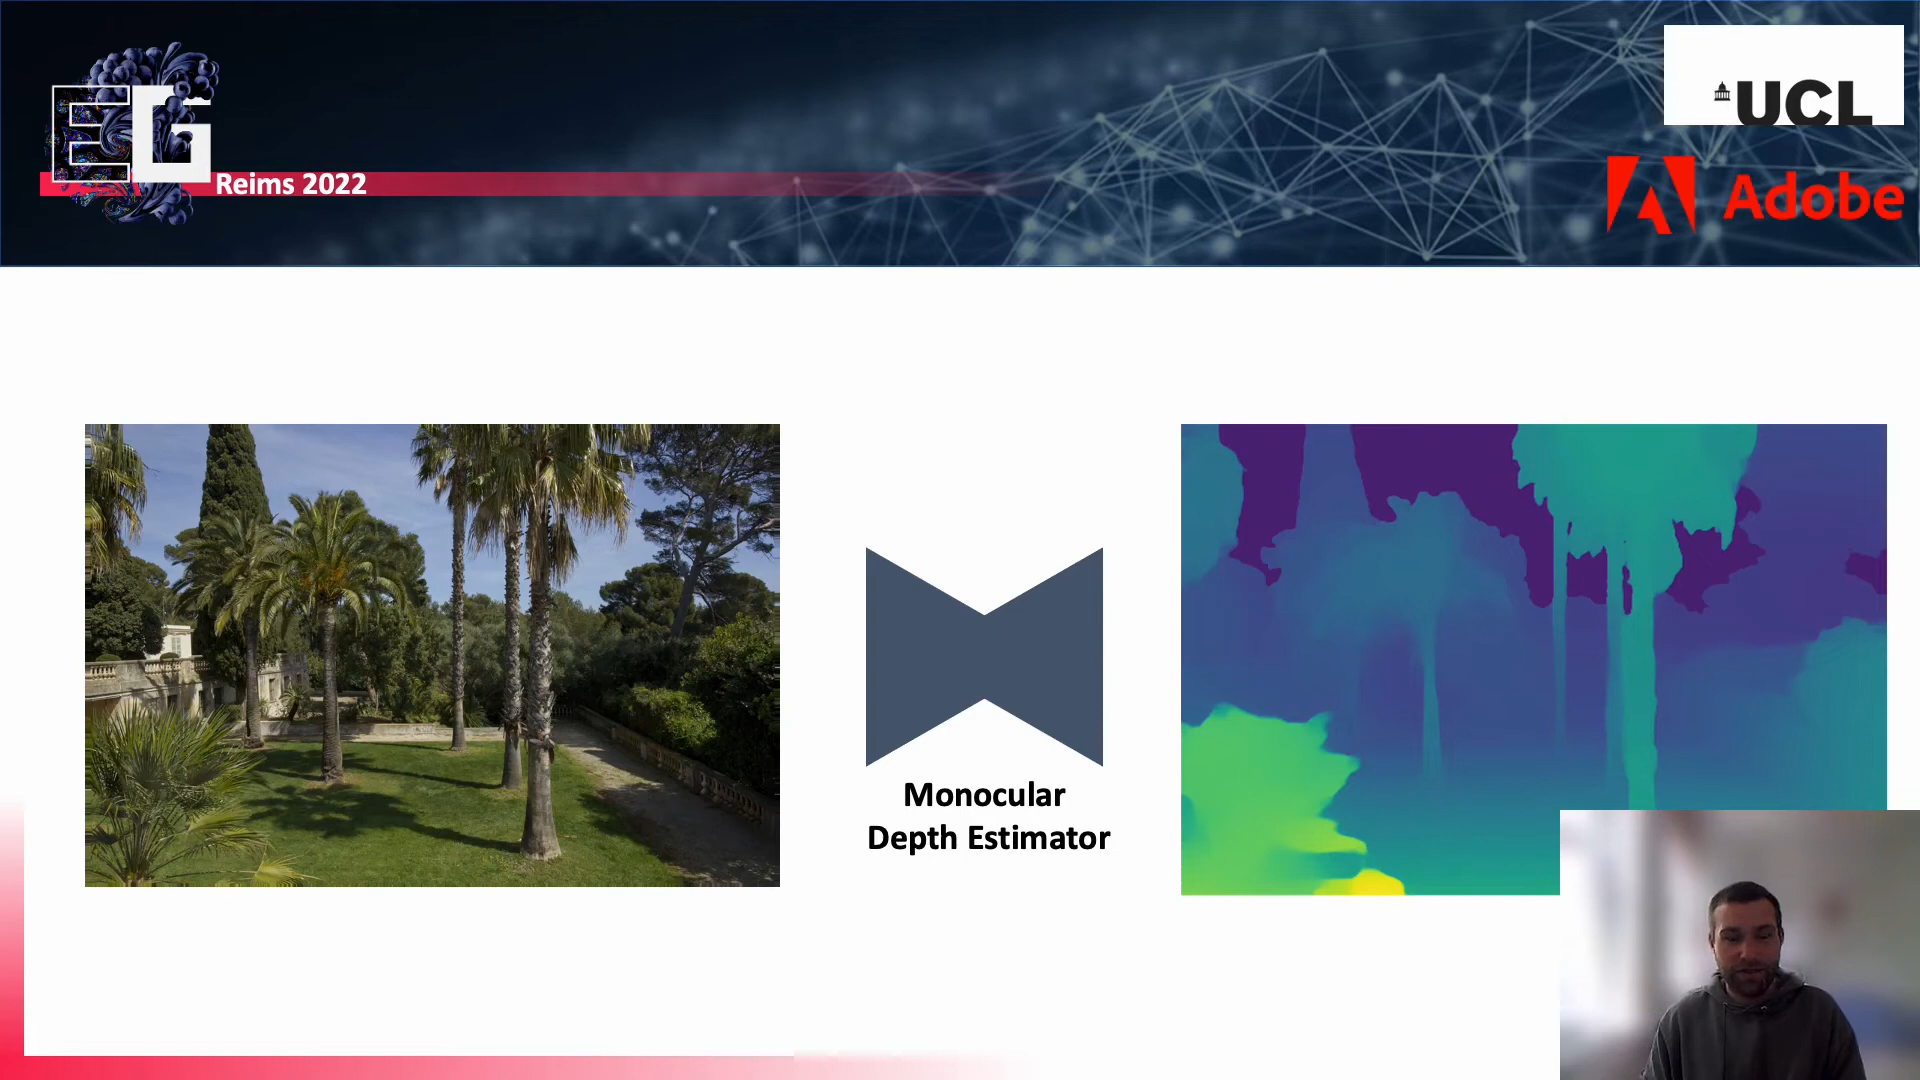 EG
Reims 2022
UCL
Adobe
Monocular
Depth Estimator